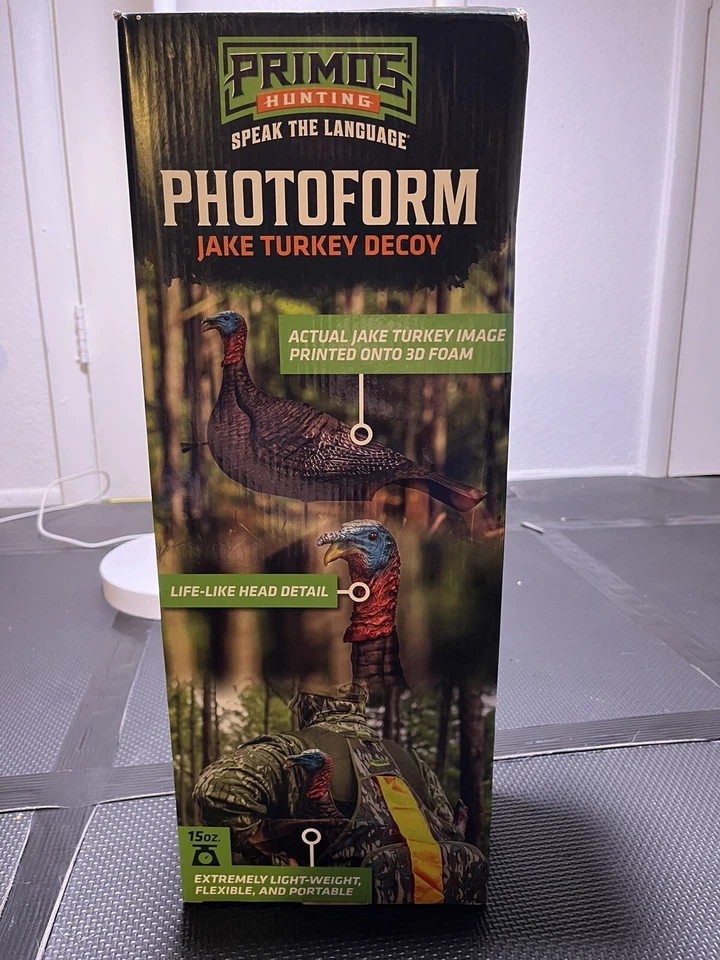 PRIMOS
HUNTING
SPEAK THE LANGUAGE®
PHOTOFORM
JAKE TURKEY DECOY
ACTUAL JAKE TURKEY IMAGE
PRINTED ONTO 3D FOAM
LIFE-LIKE HEAD DETAIL
15oz.
EXTREMELY LIGHT-WEIGHT,
FLEXIBLE, AND PORTABLE